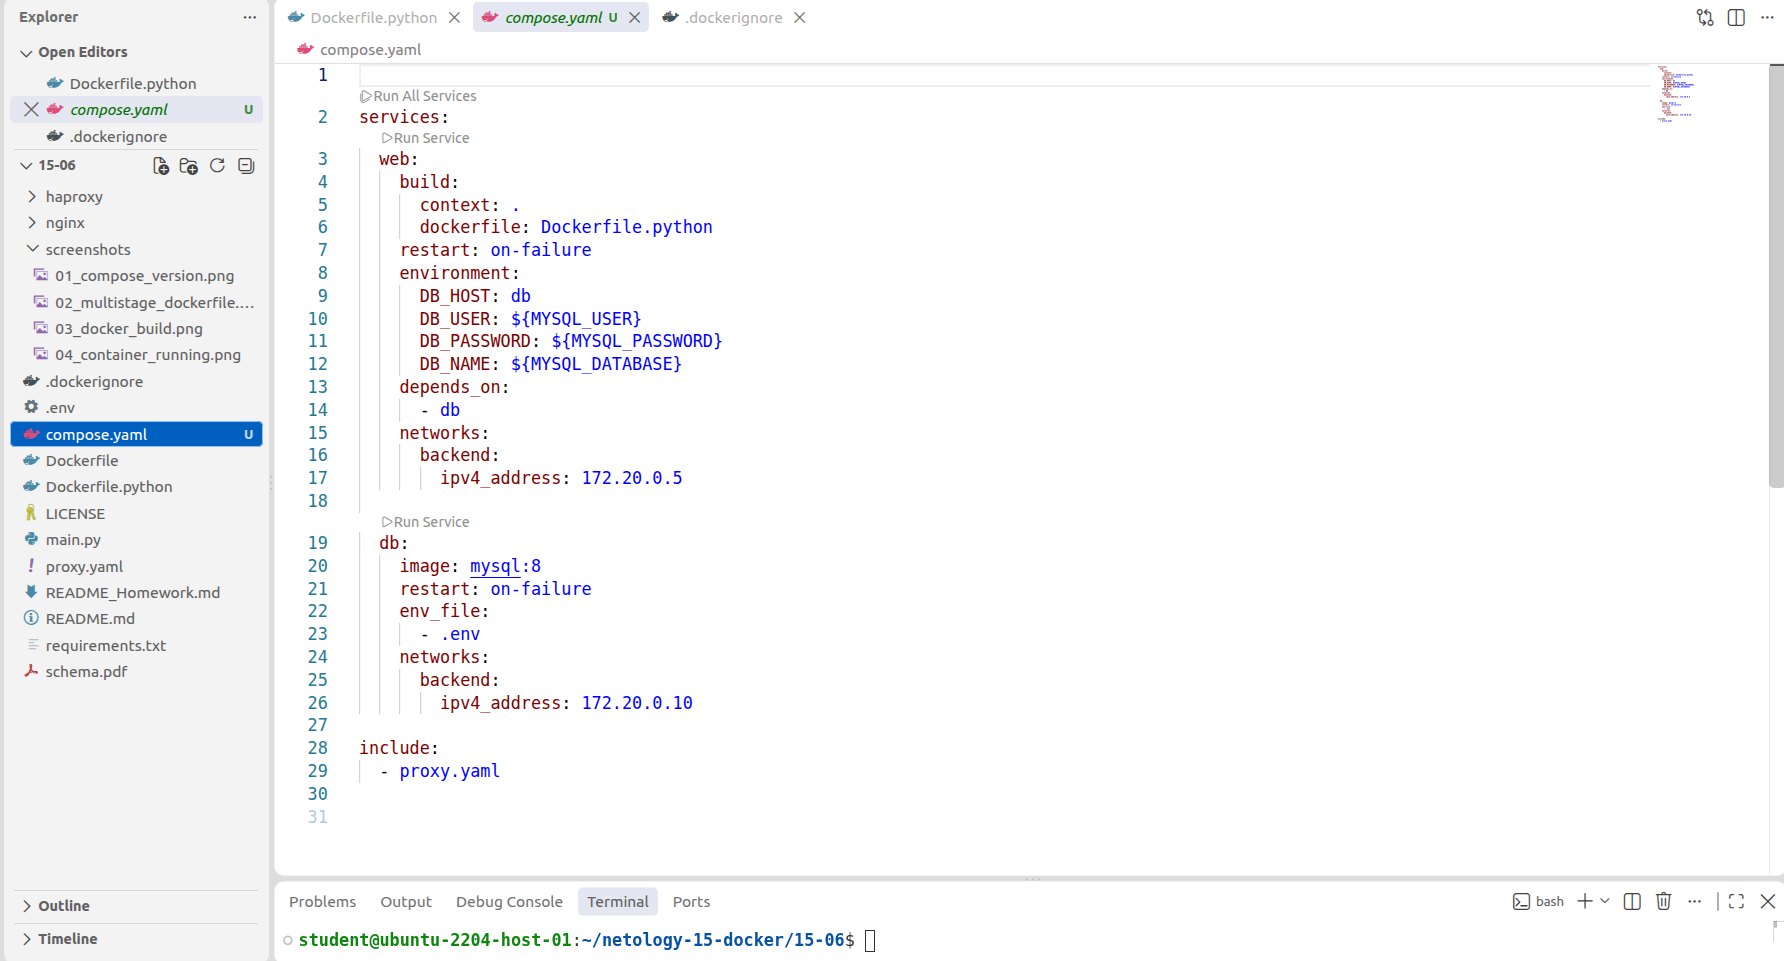 Explorer
Open Editors
Dockerfile.python
compose.yaml U
.dockerignore
15-06
haproxy
nginx
screenshots
01_compose_version.png
02_multistage_dockerfile....
03_docker_build.png
04_container_running.png
.dockerignore
.env
compose.yaml U
Dockerfile
Dockerfile.python
LICENSE
main.py
proxy.yaml
README_Homework.md
README.md
requirements.txt
schema.pdf
Outline
Timeline
Dockerfile.python compose.yaml U .dockerignore
compose.yaml
1
Run All Services
2 services:
Run Service
3   web:
4     build:
5       context: .
6       dockerfile: Dockerfile.python
7     restart: on-failure
8     environment:
9       DB_HOST: db
10       DB_USER: ${MYSQL_USER}
11       DB_PASSWORD: ${MYSQL_PASSWORD}
12       DB_NAME: ${MYSQL_DATABASE}
13     depends_on:
14       - db
15     networks:
16       backend:
17         ipv4_address: 172.20.0.5
18
Run Service
19   db:
20     image: mysql:8
21     restart: on-failure
22     env_file:
23       - .env
24     networks:
25       backend:
26         ipv4_address: 172.20.0.10
27
28 include:
29   - proxy.yaml
30
31
Problems Output Debug Console Terminal Ports bash
student@ubuntu-2204-host-01:~/netology-15-docker/15-06$